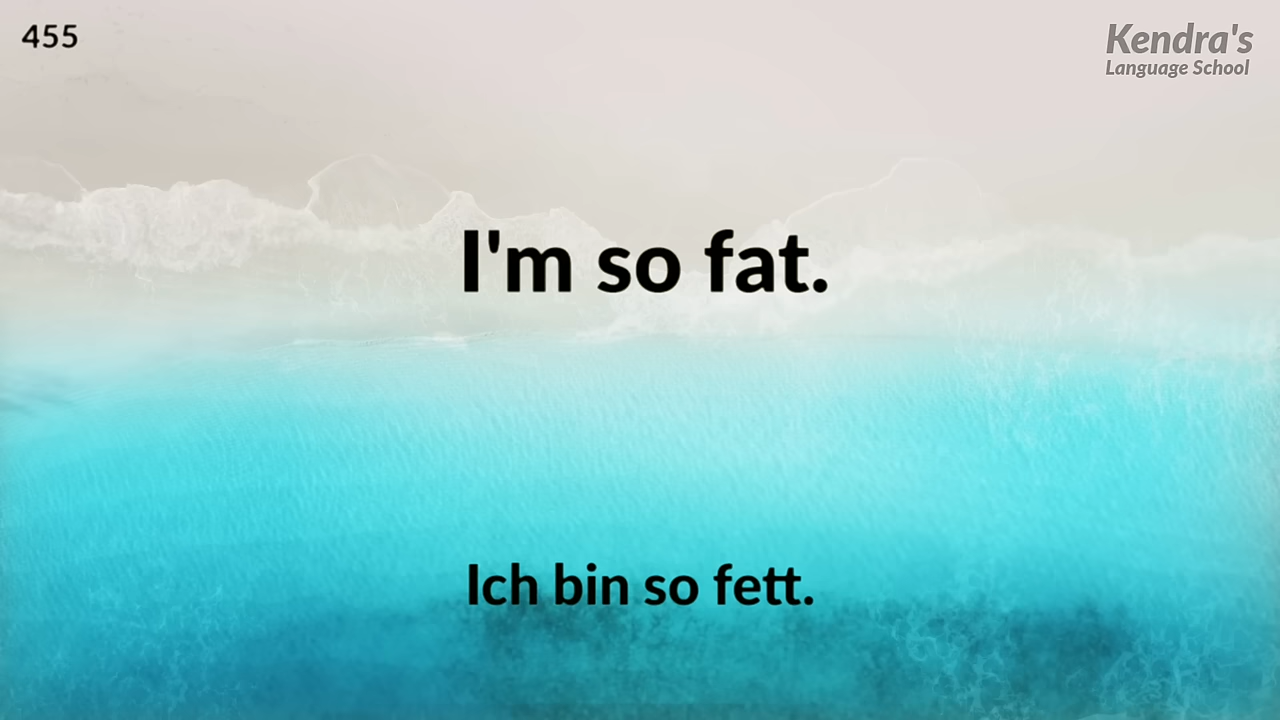 455
Kendra's
Language School
I'm so fat.
Ich bin so fett.